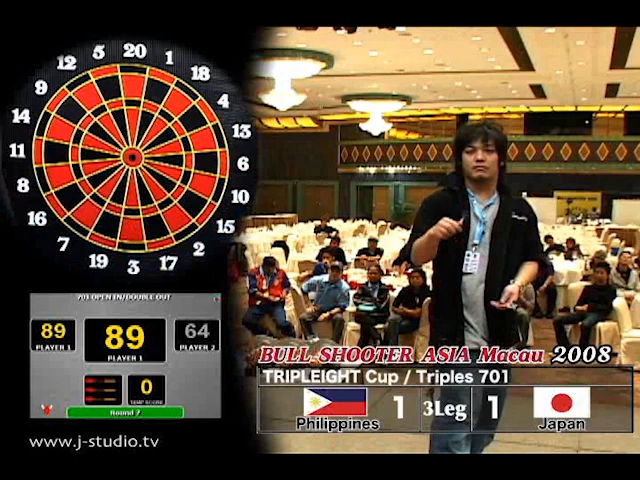 20
1
18
4
13
6
10
15
2
17
3
19
7
16
8
11
14
9
12
5
701 OPEN IN/DOUBLE OUT
89
PLAYER 1
89
PLAYER 1
64
PLAYER 2
0
TEMP SCORE
Round 7
www.j-studio.tv
BULL SHOOTER ASIA Macau 2008
TRIPLEIGHT Cup / Triples 701
Philippines 1 3Leg 1 Japan